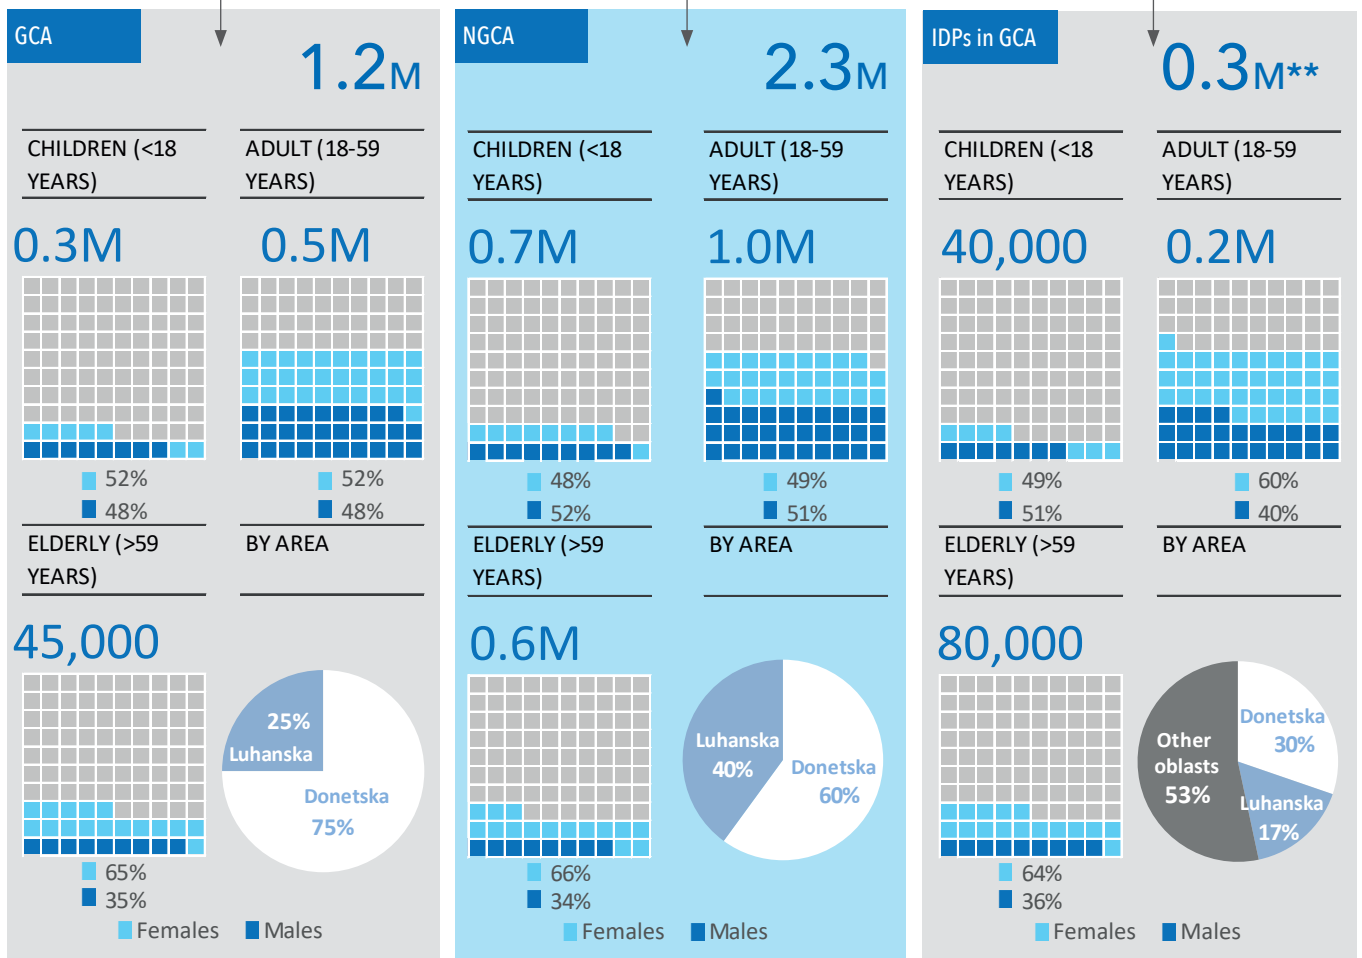 GCA
1.2M
CHILDREN (<18
YEARS)
ADULT (18-59
YEARS)
0.3M
0.5M
52%
48%
52%
48%
ELDERLY (>59
YEARS)
BY AREA
45,000
25%
Luhanska
Donetska
75%
65%
35%
Females
Males
NGCA
2.3M
CHILDREN (<18
YEARS)
ADULT (18-59
YEARS)
0.7M
1.0M
48%
52%
49%
51%
ELDERLY (>59
YEARS)
BY AREA
0.6M
Luhanska
40%
Donetska
60%
66%
34%
Females
Males
IDPs in GCA
0.3M**
CHILDREN (<18
YEARS)
ADULT (18-59
YEARS)
40,000
0.2M
49%
51%
60%
40%
ELDERLY (>59
YEARS)
BY AREA
80,000
Donetska
30%
Other
oblasts
53%
Luhanska
17%
64%
36%
Females
Males